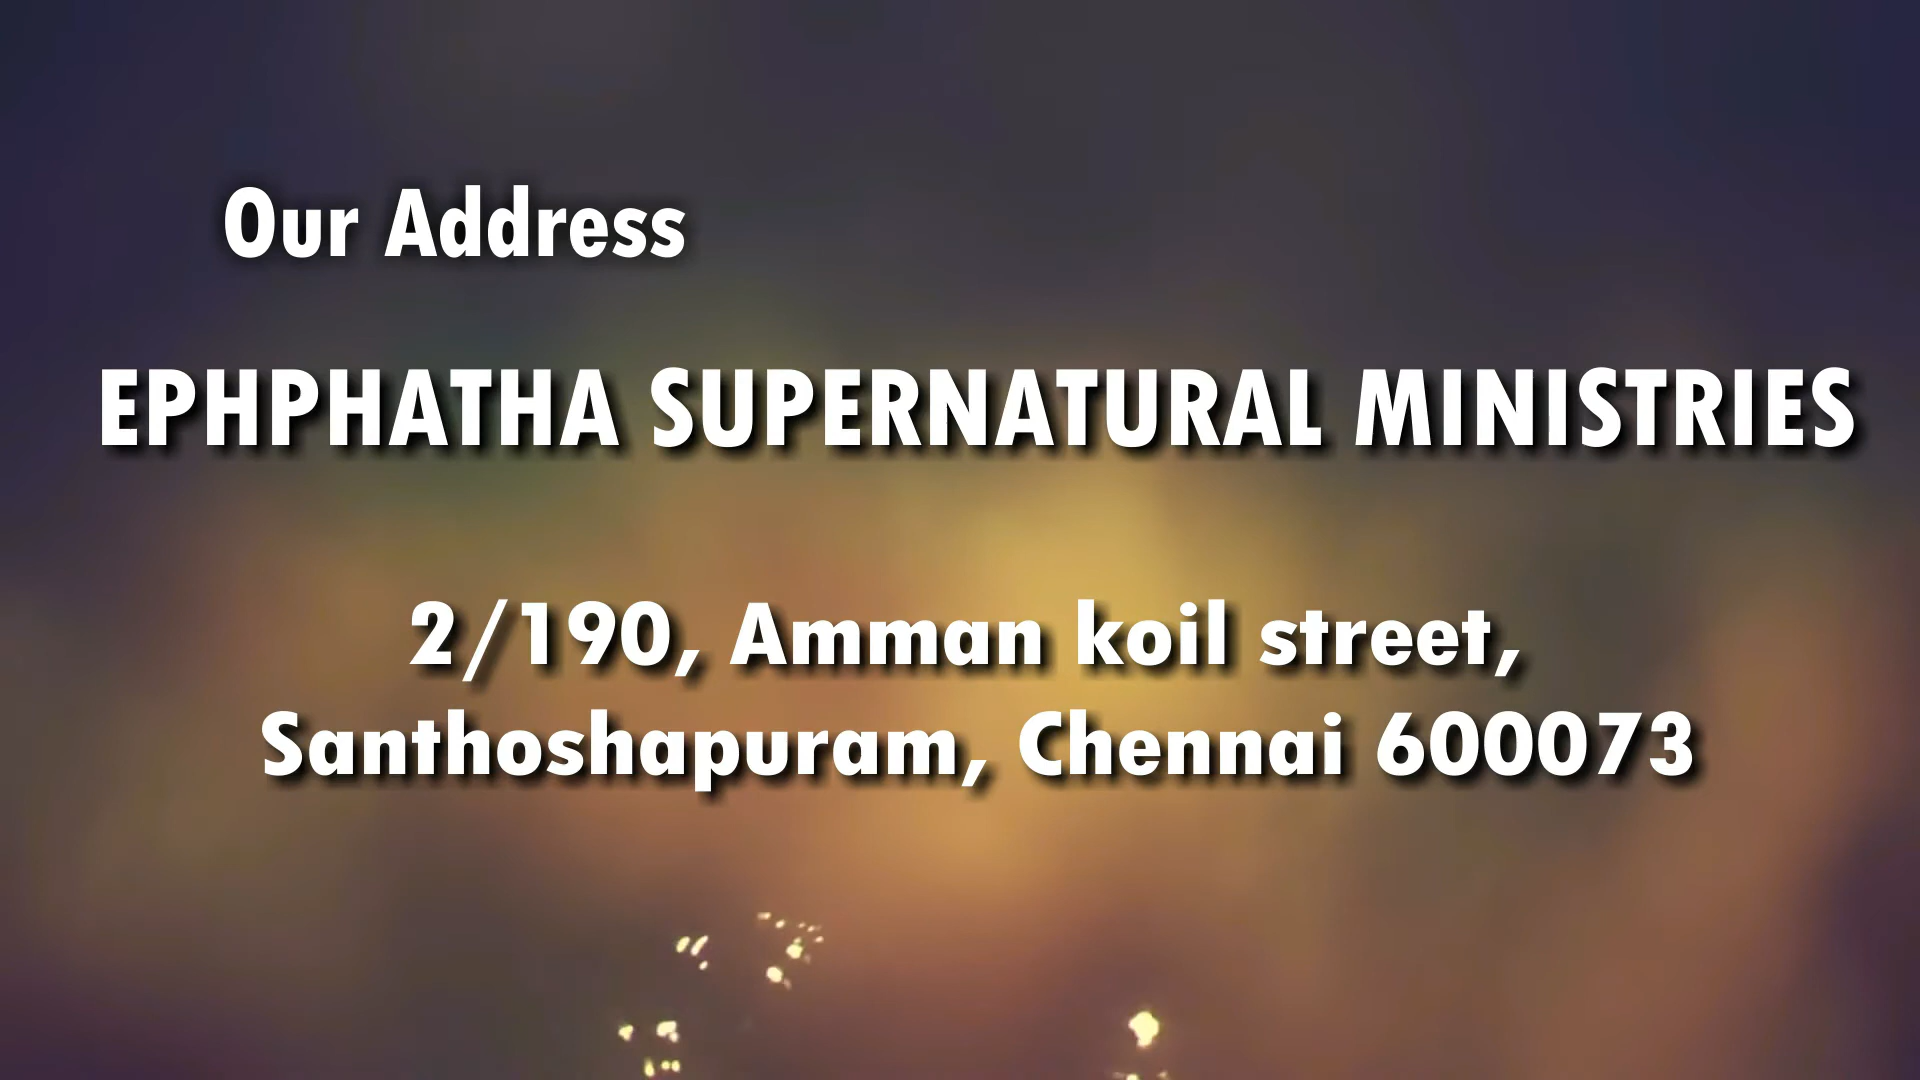 Our Address
EPHPHATHA SUPERNATURAL MINISTRIES
2/190, Amman koil street,
Santhoshapuram, Chennai 600073